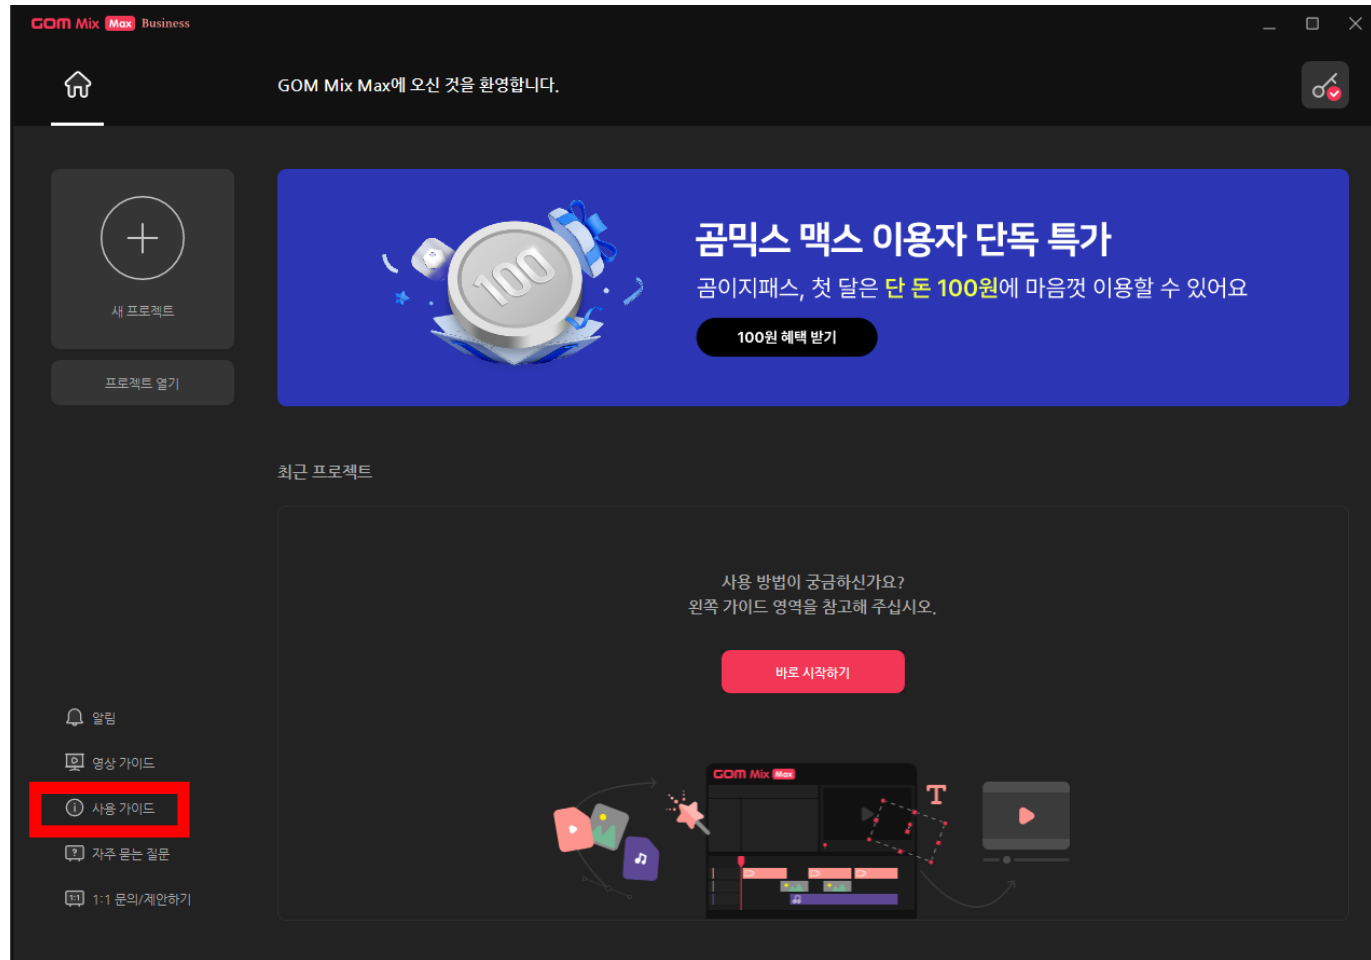 GOM Mix Max Business
GOM Mix Max에 오신 것을 환영합니다.
새 프로젝트
프로젝트 열기
100
곰믹스 맥스 이용자 단독 특가
곰이지패스, 첫 달은 단 돈 100원에 마음껏 이용할 수 있어요
100원 혜택 받기
최근 프로젝트
사용 방법이 궁금하신가요?
왼쪽 가이드 영역을 참고해 주십시오.
바로 시작하기
알림
영상 가이드
사용 가이드
자주 묻는 질문
1:1 문의/제안하기
GOM Mix Max
T